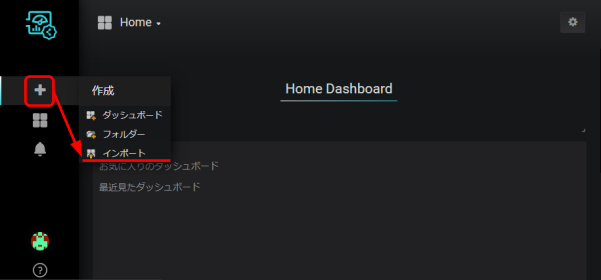 Home
Home Dashboard
作成
ダッシュボード
フォルダー
インポート
お気に入りのダッシュボード
最近見たダッシュボード